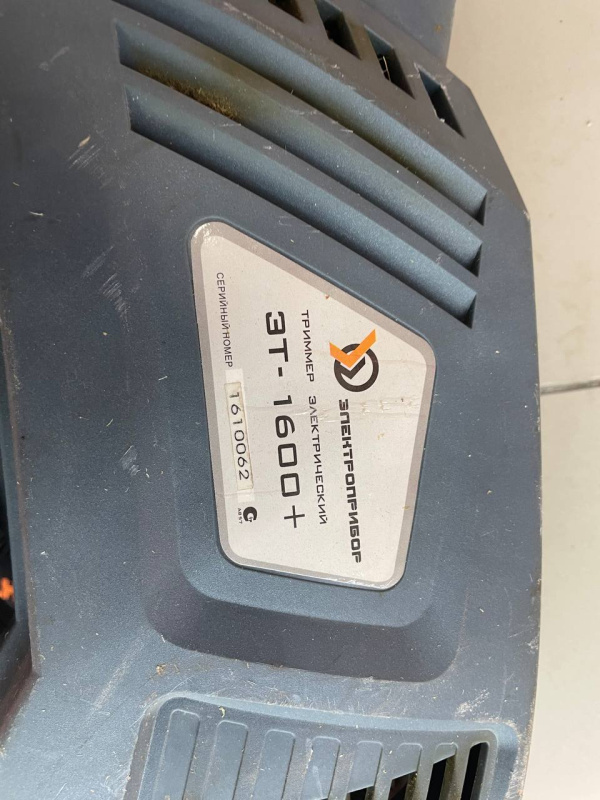 ЭЛЕКТРОПРИБОР
ТРИММЕР ЭЛЕКТРИЧЕСКИЙ
ЭТ-1600+
СЕРИЙНЫЙ НОМЕР 1610062